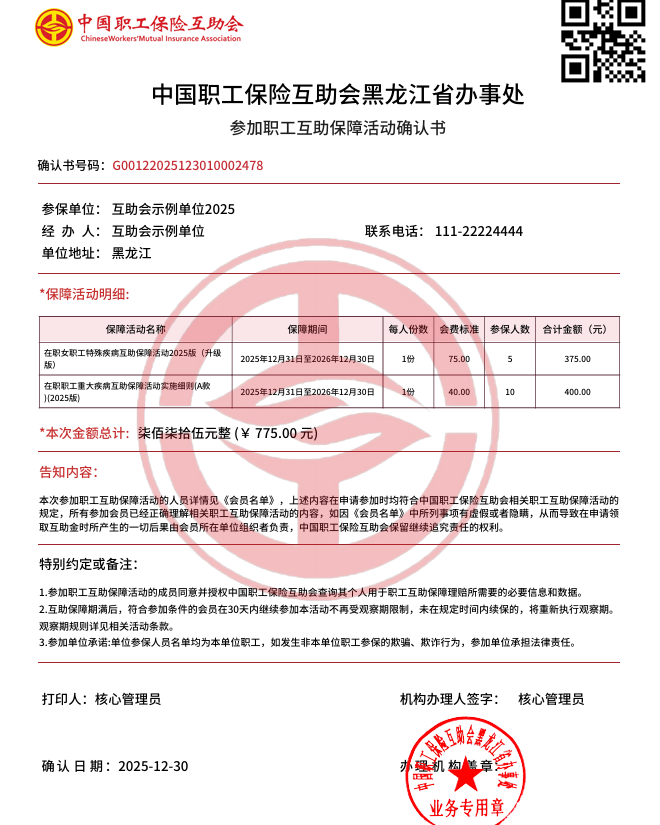 中国职工保险互助会
ChineseWorkers'Mutual Insurance Association
中国职工保险互助会黑龙江省办事处
参加职工互助保障活动确认书
确认书号码：G00122025123010002478
参保单位： 互助会示例单位2025
经 办 人： 互助会示例单位 联系电话： 111-22224444
单位地址： 黑龙江
*保障活动明细:
保障活动名称 保障期间 每人份数 会费标准 参保人数 合计金额（元）
在职女职工特殊疾病互助保障活动2025版（升级
版） 2025年12月31日至2026年12月30日 1份 75.00 5 375.00
在职职工重大疾病互助保障活动实施细则(A款
)(2025版) 2025年12月31日至2026年12月30日 1份 40.00 10 400.00
*本次金额总计: 柒佰柒拾伍元整 (￥ 775.00 元)
告知内容：
本次参加职工互助保障活动的人员详情见《会员名单》，上述内容在申请参加时均符合中国职工保险互助会相关职工互助保障活动的
规定，所有参加会员已经正确理解相关职工互助保障活动的内容，如因《会员名单》中所列事项有虚假或者隐瞒，从而导致在申请领
取互助金时所产生的一切后果由会员所在单位组织者负责，中国职工保险互助会保留继续追究责任的权利。
特别约定或备注：
1.参加职工互助保障活动的成员同意并授权中国职工保险互助会查询其个人用于职工互助保障理赔所需要的必要信息和数据。
2.互助保障期满后，符合参加条件的会员在30天内继续参加本活动不再受观察期限制，未在规定时间内续保的，将重新执行观察期。
观察期规则详见相关活动条款。
3.参加单位承诺:单位参保人员名单均为本单位职工，如发生非本单位职工参保的欺骗、欺诈行为，参加单位承担法律责任。
打印人： 核心管理员 机构办理人签字： 核心管理员
确 认 日 期： 2025-12-30 办 理 机 构 盖 章：
中国职工保险互助会黑龙江省办事处
业务专用章